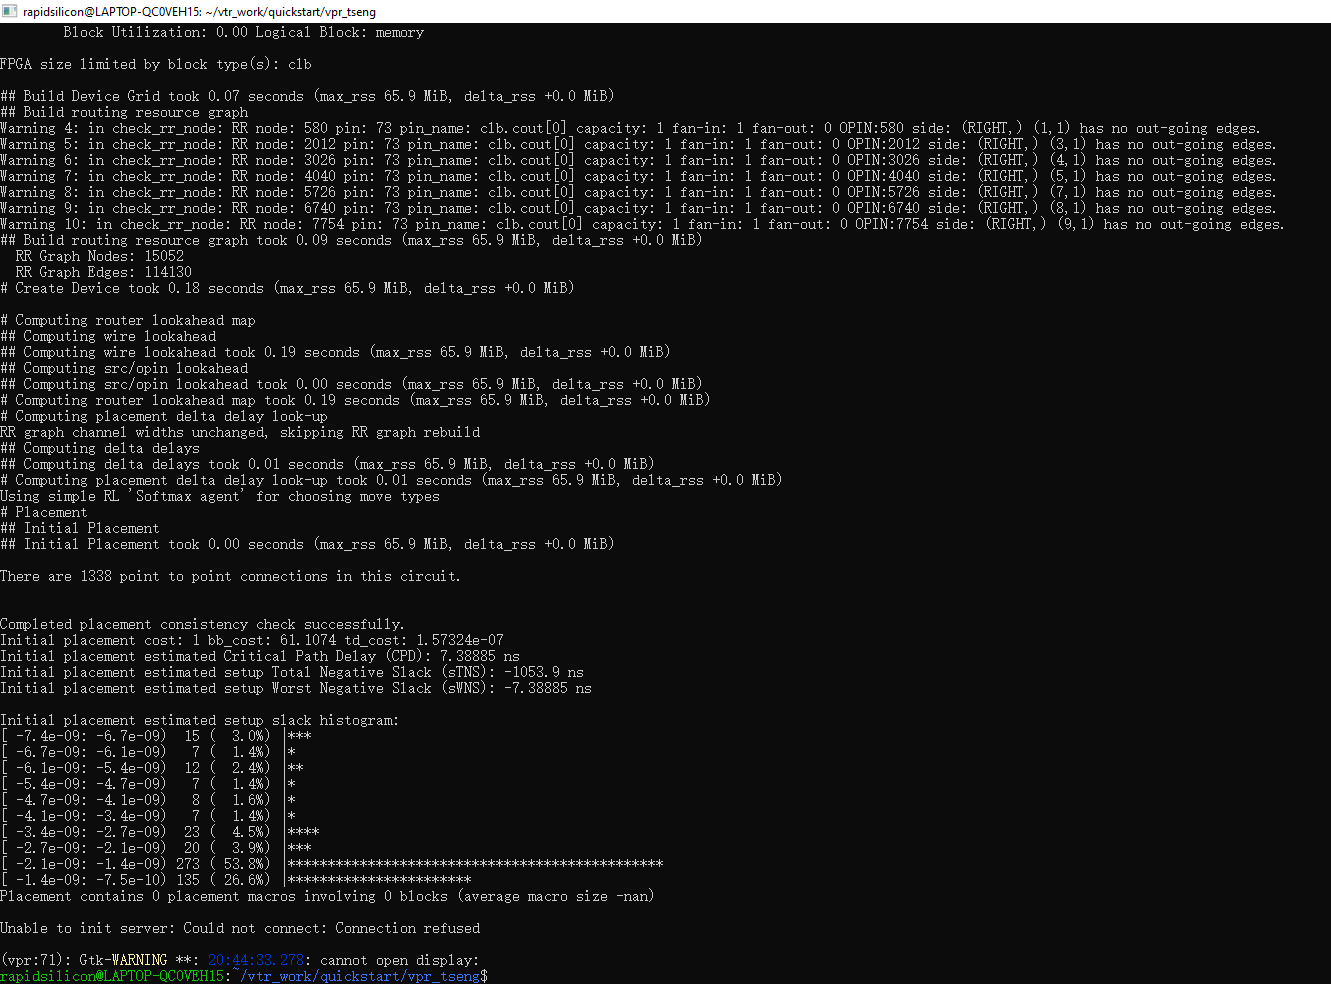 rapidsilicon@LAPTOP-QC0VEH15: ~/vtr_work/quickstart/vpr_tseng
Block Utilization: 0.00 Logical Block: memory
FPGA size limited by block type(s): clb
## Build Device Grid took 0.07 seconds (max_rss 65.9 MiB, delta_rss +0.0 MiB)
## Build routing resource graph
Warning 4: in check_rr_node: RR node: 580 pin: 73 pin_name: clb.cout[0] capacity: 1 fan-in: 1 fan-out: 0 OPIN:580 side: (RIGHT,) (1,1) has no out-going edges.
Warning 5: in check_rr_node: RR node: 2012 pin: 73 pin_name: clb.cout[0] capacity: 1 fan-in: 1 fan-out: 0 OPIN:2012 side: (RIGHT,) (3,1) has no out-going edges.
Warning 6: in check_rr_node: RR node: 3026 pin: 73 pin_name: clb.cout[0] capacity: 1 fan-in: 1 fan-out: 0 OPIN:3026 side: (RIGHT,) (4,1) has no out-going edges.
Warning 7: in check_rr_node: RR node: 4040 pin: 73 pin_name: clb.cout[0] capacity: 1 fan-in: 1 fan-out: 0 OPIN:4040 side: (RIGHT,) (5,1) has no out-going edges.
Warning 8: in check_rr_node: RR node: 5726 pin: 73 pin_name: clb.cout[0] capacity: 1 fan-in: 1 fan-out: 0 OPIN:5726 side: (RIGHT,) (7,1) has no out-going edges.
Warning 9: in check_rr_node: RR node: 6740 pin: 73 pin_name: clb.cout[0] capacity: 1 fan-in: 1 fan-out: 0 OPIN:6740 side: (RIGHT,) (8,1) has no out-going edges.
Warning 10: in check_rr_node: RR node: 7754 pin: 73 pin_name: clb.cout[0] capacity: 1 fan-in: 1 fan-out: 0 OPIN:7754 side: (RIGHT,) (9,1) has no out-going edges.
## Build routing resource graph took 0.09 seconds (max_rss 65.9 MiB, delta_rss +0.0 MiB)
RR Graph Nodes: 15052
RR Graph Edges: 114130
# Create Device took 0.18 seconds (max_rss 65.9 MiB, delta_rss +0.0 MiB)
# Computing router lookahead map
## Computing wire lookahead
## Computing wire lookahead took 0.19 seconds (max_rss 65.9 MiB, delta_rss +0.0 MiB)
## Computing src/opin lookahead
## Computing src/opin lookahead took 0.00 seconds (max_rss 65.9 MiB, delta_rss +0.0 MiB)
# Computing router lookahead map took 0.19 seconds (max_rss 65.9 MiB, delta_rss +0.0 MiB)
# Computing placement delta delay look-up
RR graph channel widths unchanged, skipping RR graph rebuild
## Computing delta delays
## Computing delta delays took 0.01 seconds (max_rss 65.9 MiB, delta_rss +0.0 MiB)
# Computing placement delta delay look-up took 0.01 seconds (max_rss 65.9 MiB, delta_rss +0.0 MiB)
Using simple RL 'Softmax agent' for choosing move types
# Placement
## Initial Placement
## Initial Placement took 0.00 seconds (max_rss 65.9 MiB, delta_rss +0.0 MiB)
There are 1338 point to point connections in this circuit.
Completed placement consistency check successfully.
Initial placement cost: 1 bb_cost: 61.1074 td_cost: 1.57324e-07
Initial placement estimated Critical Path Delay (CPD): 7.38885 ns
Initial placement estimated setup Total Negative Slack (sTNS): -1053.9 ns
Initial placement estimated setup Worst Negative Slack (sWNS): -7.38885 ns
Initial placement estimated setup slack histogram:
[ -7.4e-09: -6.7e-09)  15 (  3.0%) |***
[ -6.7e-09: -6.1e-09)   7 (  1.4%) |*
[ -6.1e-09: -5.4e-09)  12 (  2.4%) |**
[ -5.4e-09: -4.7e-09)   7 (  1.4%) |*
[ -4.7e-09: -4.1e-09)   8 (  1.6%) |*
[ -4.1e-09: -3.4e-09)   7 (  1.4%) |*
[ -3.4e-09: -2.7e-09)  23 (  4.5%) |****
[ -2.7e-09: -2.1e-09)  20 (  3.9%) |***
[ -2.1e-09: -1.4e-09) 273 ( 53.8%) |***********************************************
[ -1.4e-09: -7.5e-10) 135 ( 26.6%) |***********************
Placement contains 0 placement macros involving 0 blocks (average macro size -nan)
Unable to init server: Could not connect: Connection refused
(vpr:71): Gtk-WARNING **: 20:44:33.278: cannot open display:
rapidsilicon@LAPTOP-QC0VEH15:~/vtr_work/quickstart/vpr_tseng$